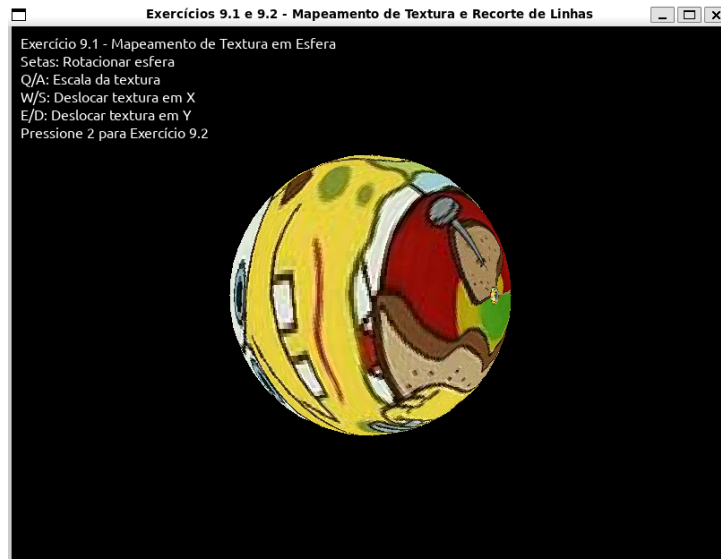 Exercícios 9.1 e 9.2 - Mapeamento de Textura e Recorte de Linhas
Exercício 9.1 - Mapeamento de Textura em Esfera
Setas: Rotacionar esfera
Q/A: Escala da textura
W/S: Deslocar textura em X
E/D: Deslocar textura em Y
Pressione 2 para Exercício 9.2